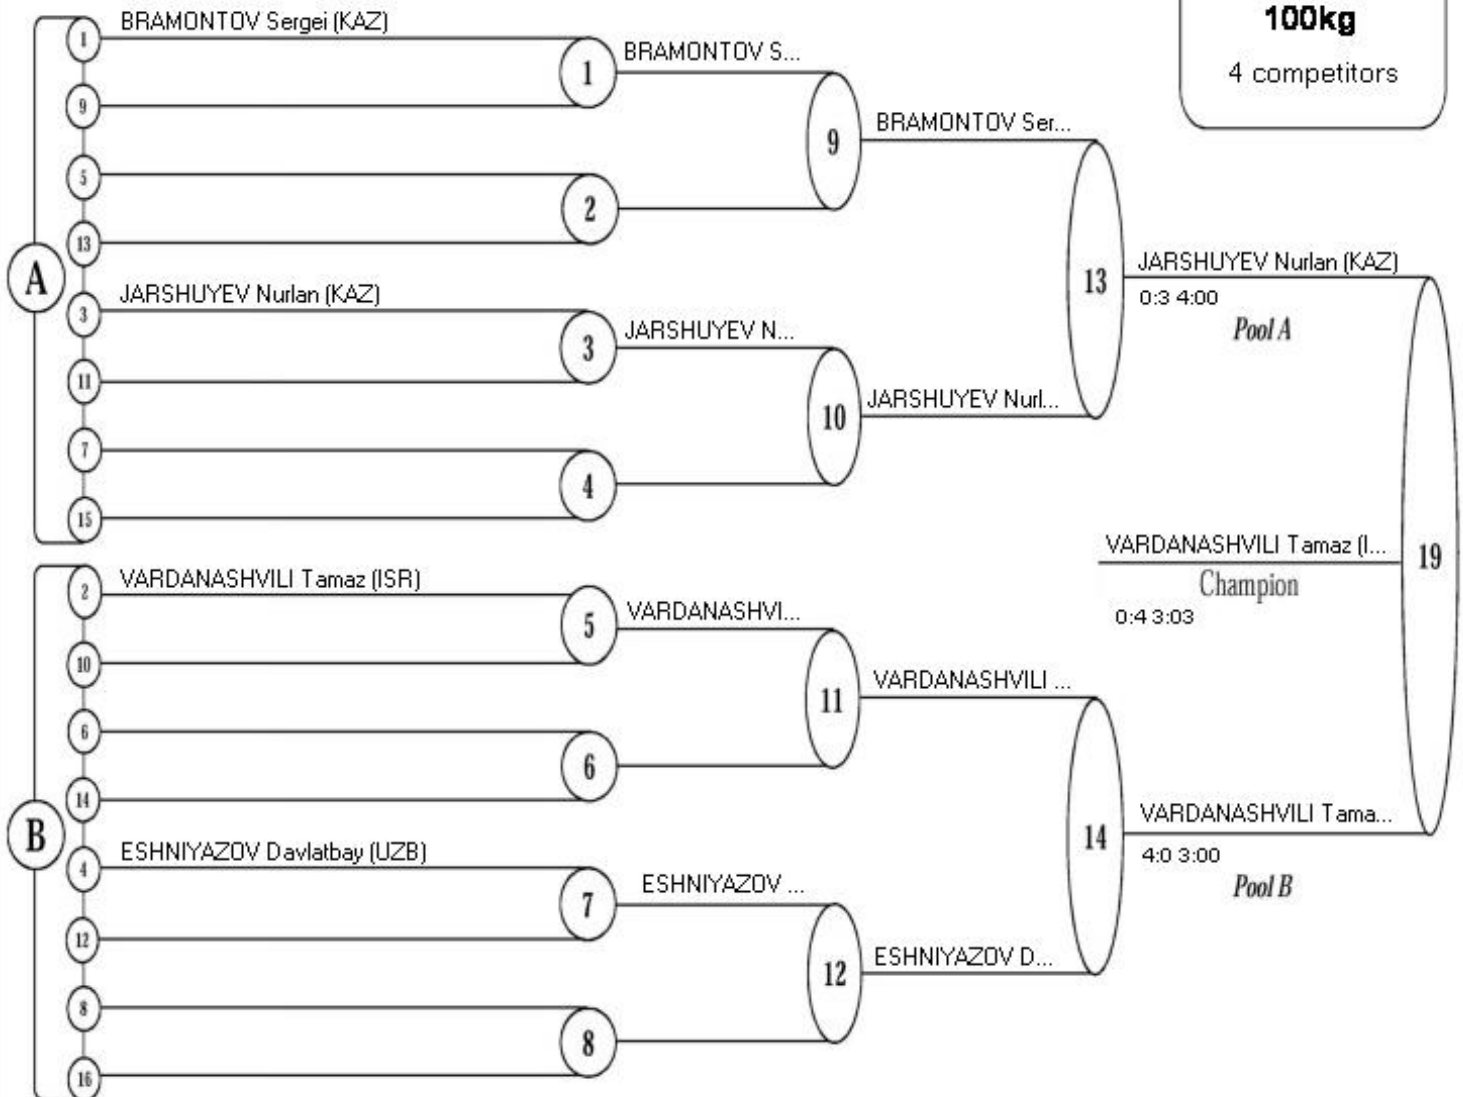 100kg
4 competitors
A
1
BRAMONTOV Sergei (KAZ)
9
5
13
3
JARSHUYEV Nurlan (KAZ)
11
7
15
1
2
3
4
BRAMONTOV S...
JARSHUYEV N...
9
10
BRAMONTOV Ser...
JARSHUYEV Nurl...
13
JARSHUYEV Nurlan (KAZ)
0:3 4:00
Pool A
B
2
VARDANASHVILI Tamaz (ISR)
10
6
14
4
ESHNIYAZOV Davlatbay (UZB)
12
8
16
5
6
7
8
VARDANASHVI...
ESHNIYAZOV ...
11
12
VARDANASHVILI ...
ESHNIYAZOV D...
14
VARDANASHVILI Tama...
4:0 3:00
Pool B
VARDANASHVILI Tamaz (I...
Champion
0:4 3:03
19